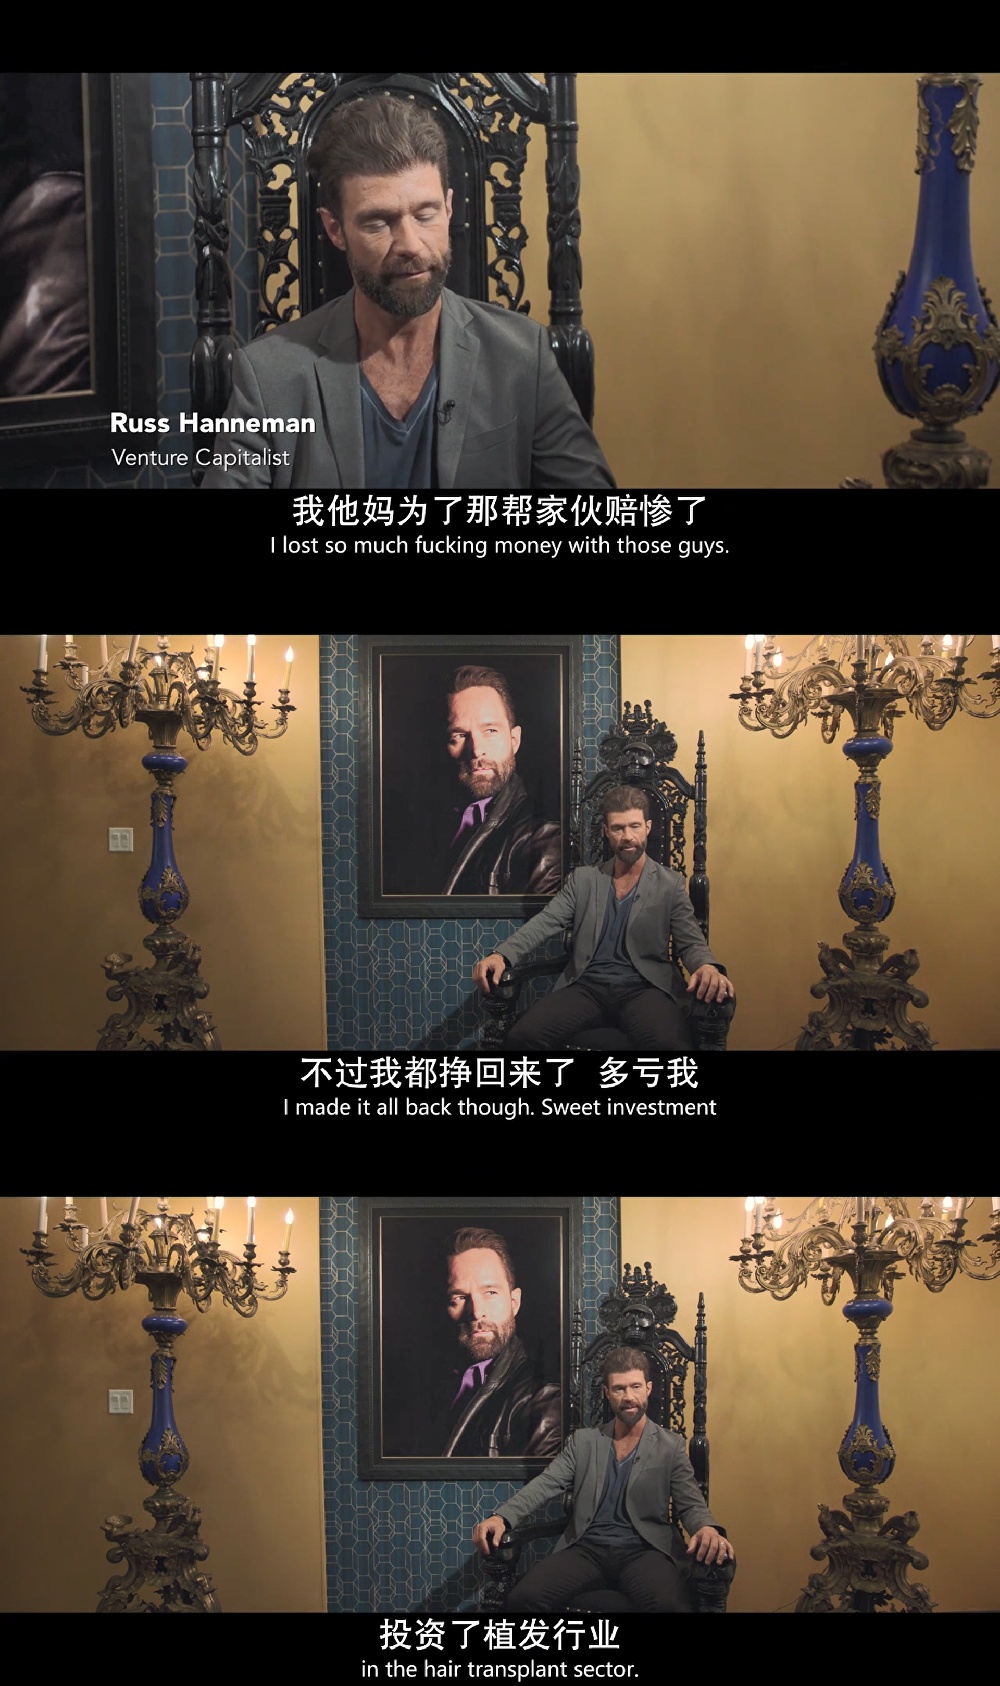 Russ Hanneman
Venture Capitalist
我他妈为了那帮家伙赔惨了
I lost so much fucking money with those guys.
不过我都挣回来了 多亏我
I made it all back though. Sweet investment
投资了植发行业
in the hair transplant sector.